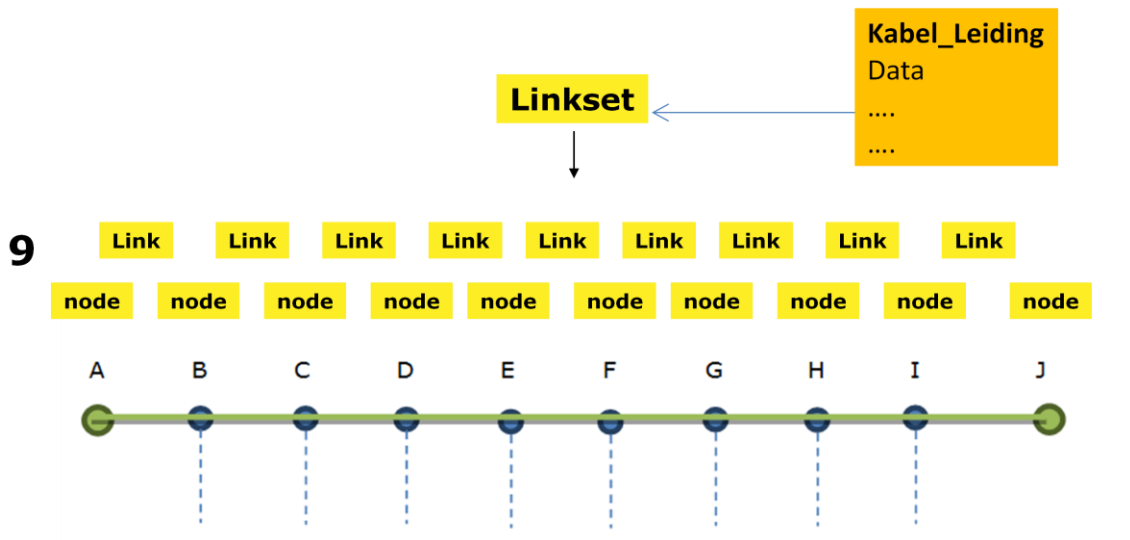 Kabel_Leiding
Data
....
....
Linkset
9
Link Link Link Link Link Link Link Link Link
node node node node node node node node node node
A B C D E F G H I J